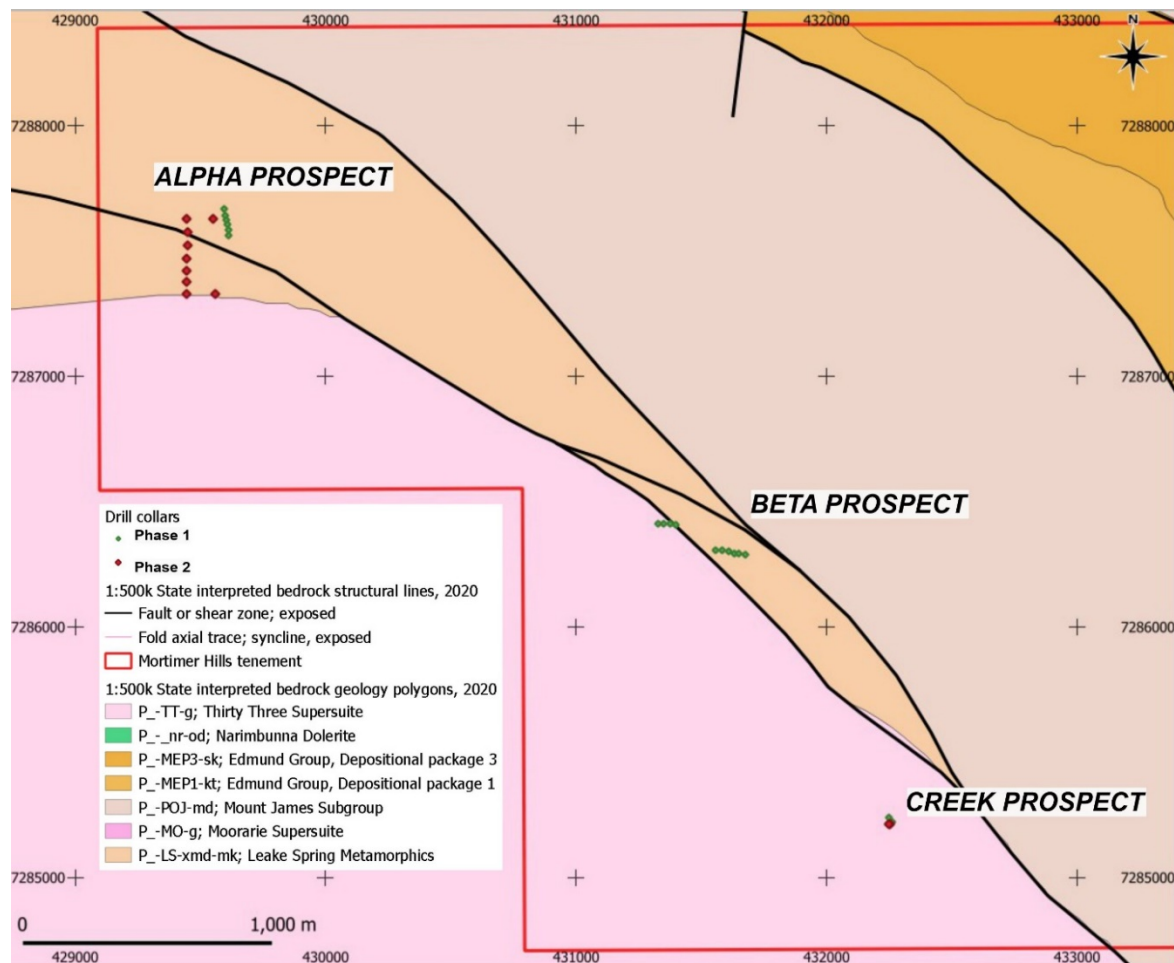 429000 430000 431000 432000 433000
N
7288000 7288000
ALPHA PROSPECT
7287000 7287000
BETA PROSPECT
Drill collars
Phase 1
Phase 2
1:500k State interpreted bedrock structural lines, 2020
Fault or shear zone; exposed
Fold axial trace; syncline, exposed
Mortimer Hills tenement
1:500k State interpreted bedrock geology polygons, 2020
P_-TT-g; Thirty Three Supersuite
P_-_nr-od; Narimbunna Dolerite
P_-MEP3-sk; Edmund Group, Depositional package 3
P_-MEP1-kt; Edmund Group, Depositional package 1
P_-POJ-md; Mount James Subgroup
P_-MO-g; Moorarie Supersuite
P_-LS-xmd-mk; Leake Spring Metamorphics
7286000
CREEK PROSPECT
7285000
0 1,000 m
429000 430000 431000 432000 433000